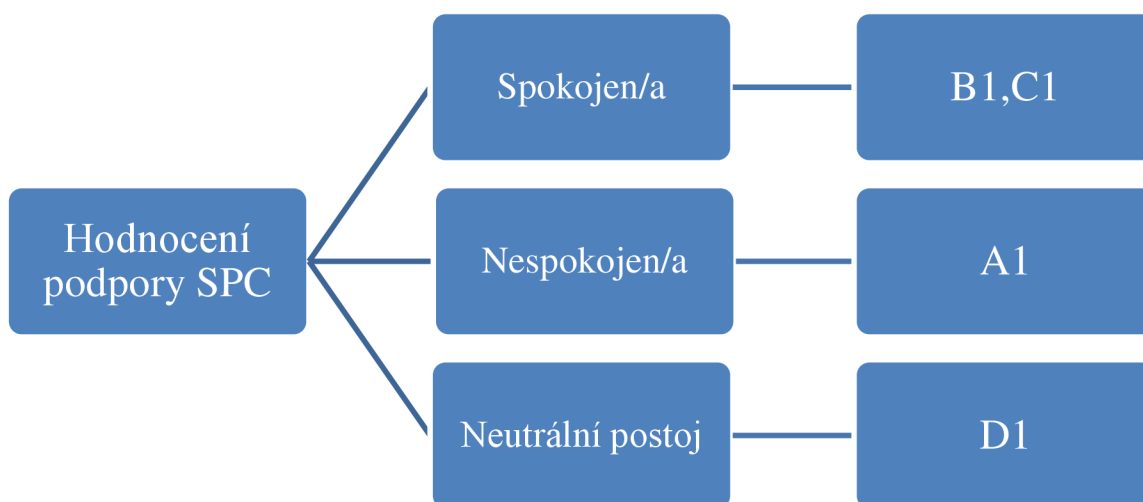 Hodnocení
podpory SPC
Spokojen/a
B1,C1
Nespokojen/a
A1
Neutrální postoj
D1